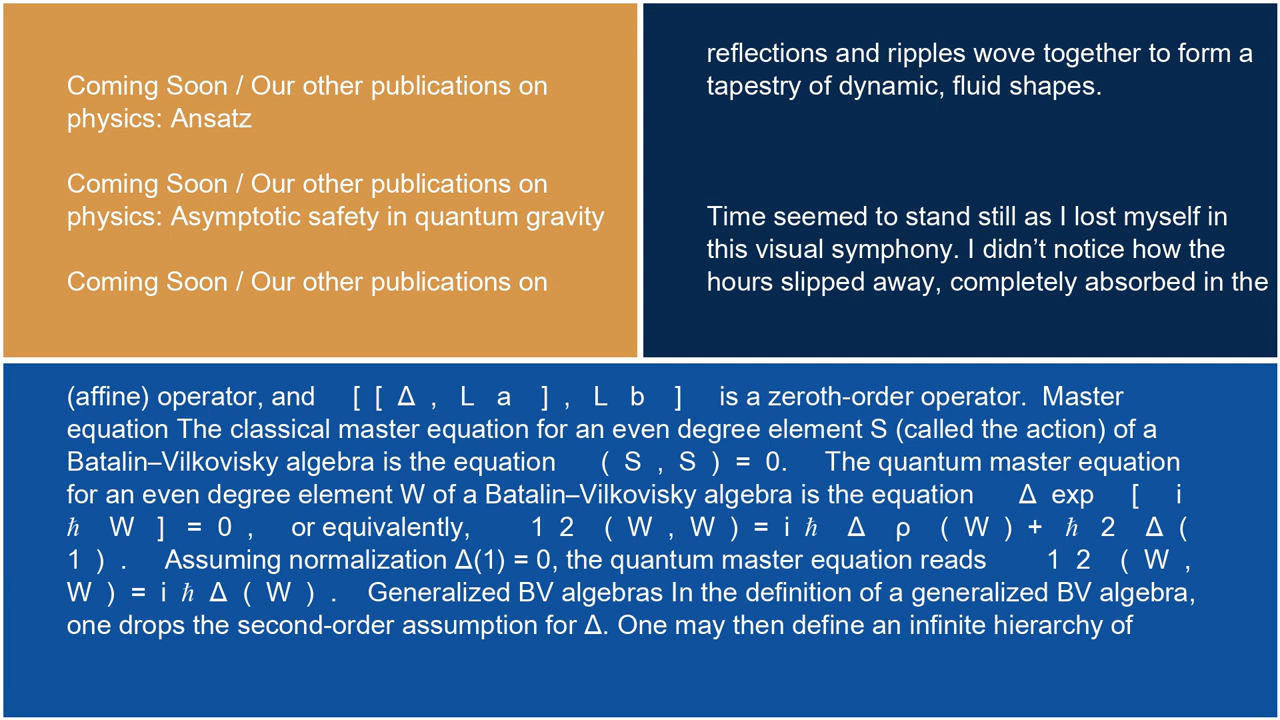 Coming Soon / Our other publications on
physics: Ansatz
Coming Soon / Our other publications on
physics: Asymptotic safety in quantum gravity
Coming Soon / Our other publications on
reflections and ripples wove together to form a
tapestry of dynamic, fluid shapes.
Time seemed to stand still as I lost myself in
this visual symphony. I didn’t notice how the
hours slipped away, completely absorbed in the
(affine) operator, and [ [ Δ , L a ] , L b ] is a zeroth-order operator. Master
equation The classical master equation for an even degree element S (called the action) of a
Batalin–Vilkovisky algebra is the equation ( S , S ) = 0. The quantum master equation
for an even degree element W of a Batalin–Vilkovisky algebra is the equation Δ exp [ i
ℏ W ] = 0 , or equivalently, 1 2 ( W , W ) = i ℏ Δ ρ ( W ) + ℏ 2 Δ (
1 ) . Assuming normalization Δ(1) = 0, the quantum master equation reads 1 2 ( W ,
W ) = i ℏ Δ ( W ) . Generalized BV algebras In the definition of a generalized BV algebra,
one drops the second-order assumption for Δ. One may then define an infinite hierarchy of